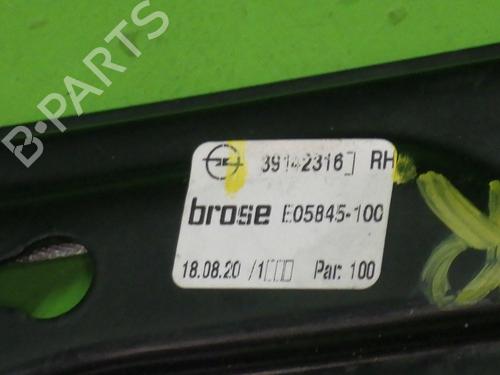 B-PARTS
39142316 RH
brose E05845-100
18.08.20 /1 Par: 100